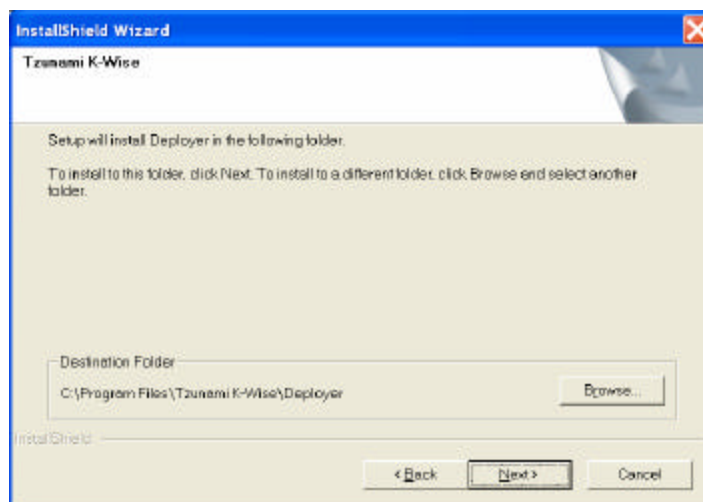 InstallShield Wizard
Tzunami K-Wise
Setup will install Deployer in the following folder.
To install to this folder, click Next. To install to a different folder, click Browse and select another
folder.
Destination Folder
C:\Program Files\Tzunami K-Wise\Deployer
Browse...
InstallShield
< Back
Next >
Cancel